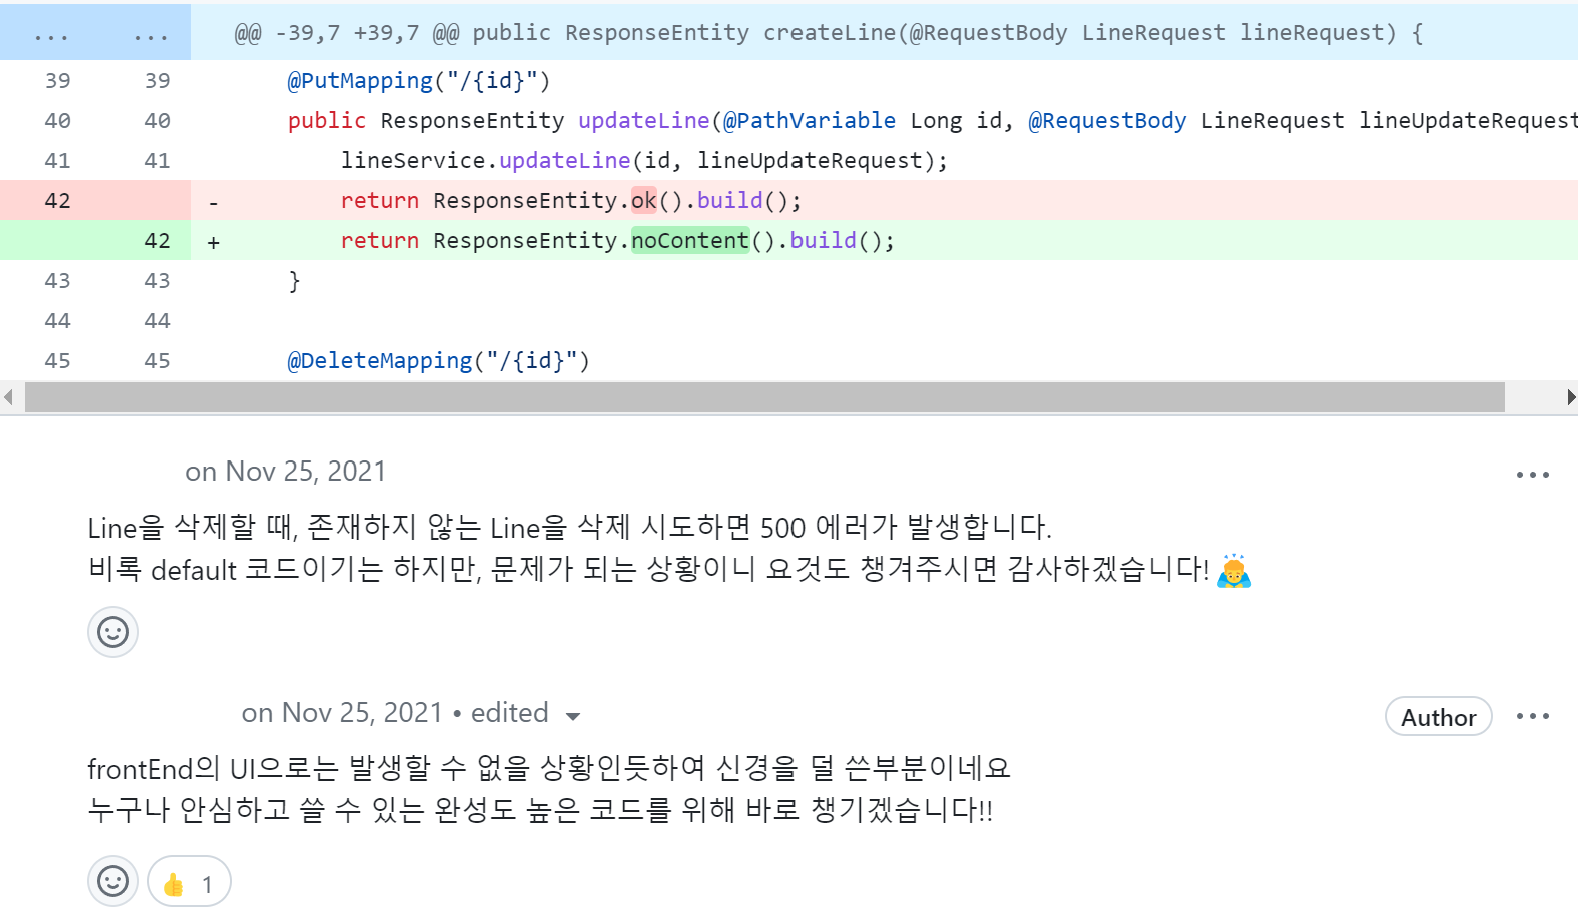 ... ... @@ -39,7 +39,7 @@ public ResponseEntity createLine(@RequestBody LineRequest lineRequest) {
39 39 @PutMapping("/{id}")
40 40 public ResponseEntity updateLine(@PathVariable Long id, @RequestBody LineRequest lineUpdateRequest
41 41 lineService.updateLine(id, lineUpdateRequest);
42 - return ResponseEntity.ok().build();
42 + return ResponseEntity.noContent().build();
43 43 }
44 44
45 45 @DeleteMapping("/{id}")
on Nov 25, 2021 ...
Line을 삭제할 때, 존재하지 않는 Line을 삭제 시도하면 500 에러가 발생합니다.
비록 default 코드이기는 하지만, 문제가 되는 상황이니 요것도 챙겨주시면 감사하겠습니다! 🙇
on Nov 25, 2021 • edited Author ...
frontEnd의 UI으로는 발생할 수 없을 상황인듯하여 신경을 덜 쓴부분이네요
누구나 안심하고 쓸 수 있는 완성도 높은 코드를 위해 바로 챙기겠습니다!!
👍 1